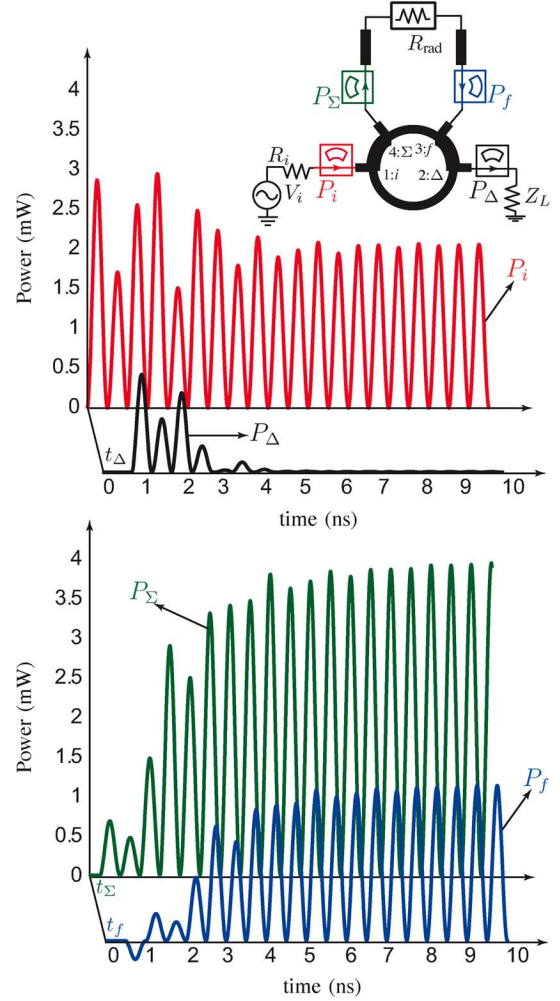 R_rad
P_Σ
P_f
4:Σ 3:f
1:i 2:Δ
R_i
V_i
P_i
P_Δ
Z_L
Power (mW)
4
3.5
3
2.5
2
1.5
1
0.5
0
P_i
P_Δ
t_Δ
0 1 2 3 4 5 6 7 8 9 10
time (ns)
Power (mW)
4
3.5
3
2.5
2
1.5
1
0.5
0
P_Σ
P_f
t_Σ
t_f
0 1 2 3 4 5 6 7 8 9 10
time (ns)